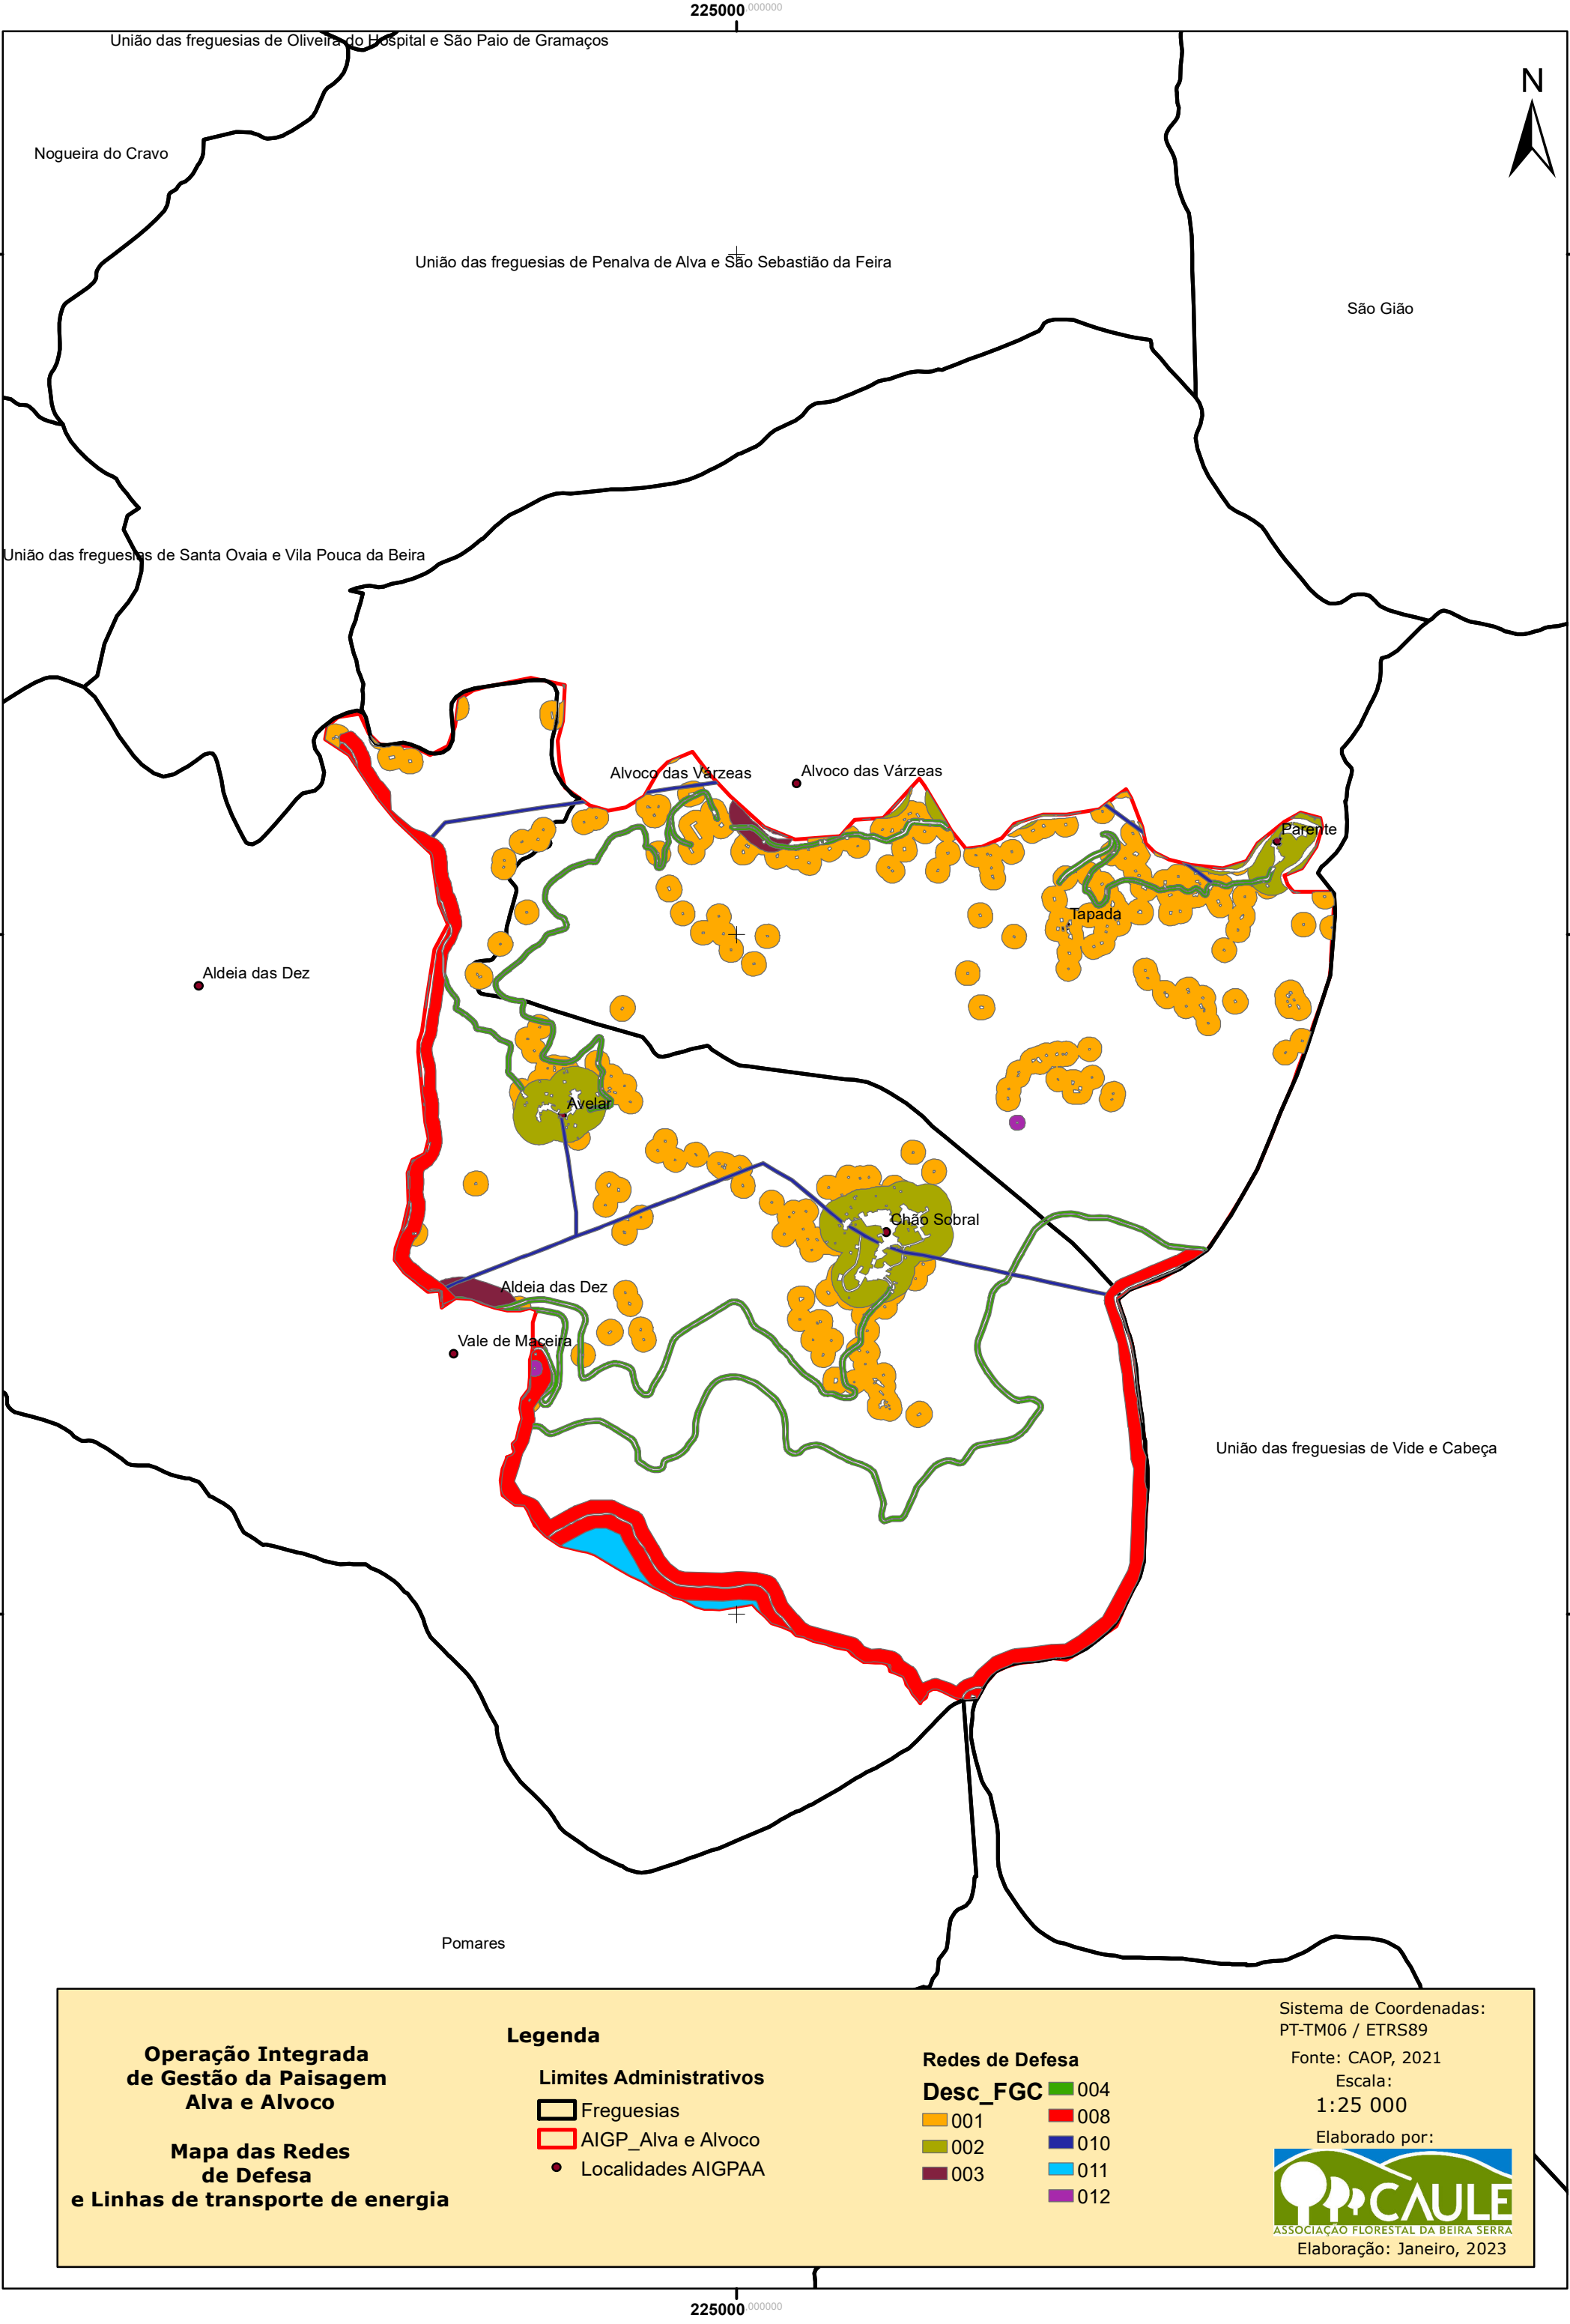 225000.000000
União das freguesias de Oliveira do Hospital e São Paio de Gramaços
N
Nogueira do Cravo
União das freguesias de Penalva de Alva e São Sebastião da Feira
São Gião
União das freguesias de Santa Ovaia e Vila Pouca da Beira
Alvoco das Várzeas
Alvoco das Várzeas
Parente
Tapada
Aldeia das Dez
Avelar
Chão Sobral
Aldeia das Dez
Vale de Maceira
União das freguesias de Vide e Cabeça
Pomares
Operação Integrada
de Gestão da Paisagem
Alva e Alvoco
Mapa das Redes
de Defesa
e Linhas de transporte de energia
Legenda
Limites Administrativos
Freguesias
AIGP_Alva e Alvoco
Localidades AIGPAA
Redes de Defesa
Desc_FGC
001
002
003
004
008
010
011
012
Sistema de Coordenadas:
PT-TM06 / ETRS89
Fonte: CAOP, 2021
Escala:
1:25 000
Elaborado por:
CAULE
ASSOCIAÇÃO FLORESTAL DA BEIRA SERRA
Elaboração: Janeiro, 2023
225000.000000